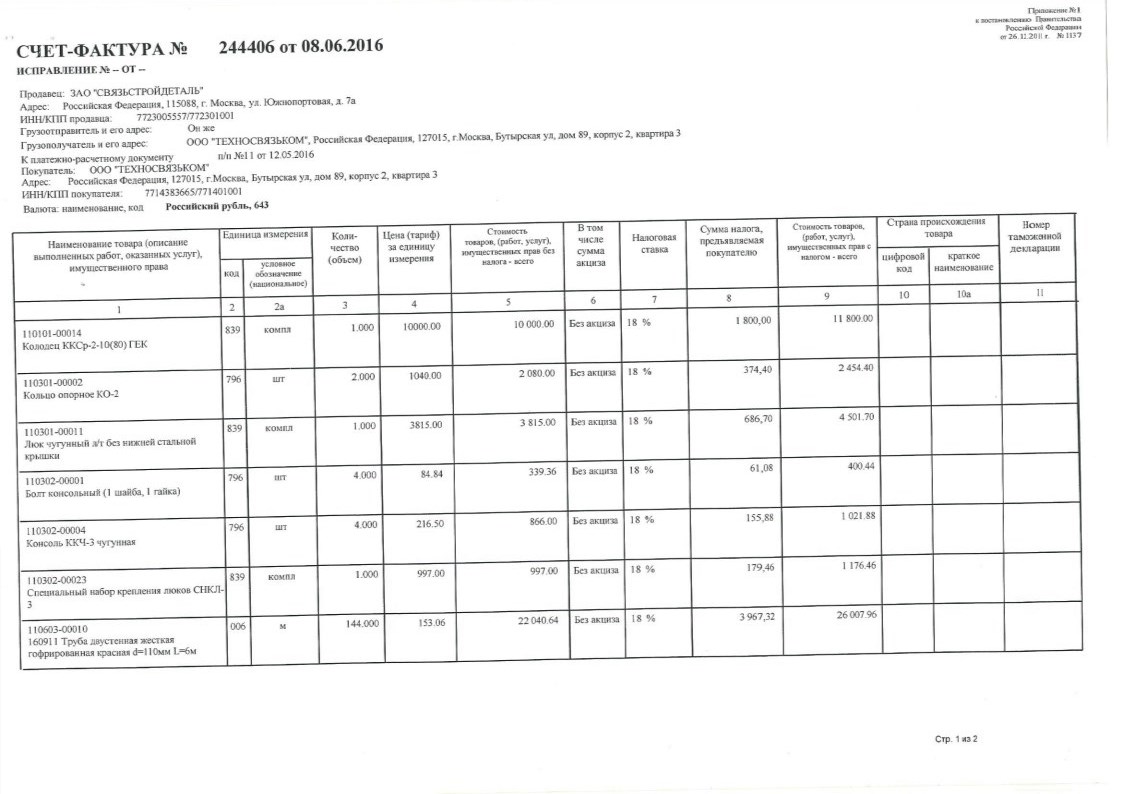 Приложение №1
к постановлению Правительства
Российской Федерации
от 26.12.2011 г. № 1137
СЧЕТ-ФАКТУРА № 244406 от 08.06.2016
ИСПРАВЛЕНИЕ № -- ОТ --
Продавец: ЗАО "СВЯЗЬСТРОЙДЕТАЛЬ"
Адрес: Российская Федерация, 115088, г. Москва, ул. Южнопортовая, д. 7а
ИНН/КПП продавца: 7723005557/772301001
Грузоотправитель и его адрес: Он же
Грузополучатель и его адрес: ООО "ТЕХНОСВЯЗЬКОМ", Российская Федерация, 127015, г.Москва, Бутырская ул, дом 89, корпус 2, квартира 3
К платежно-расчетному документу п/п №11 от 12.05.2016
Покупатель: ООО "ТЕХНОСВЯЗЬКОМ"
Адрес: Российская Федерация, 127015, г.Москва, Бутырская ул, дом 89, корпус 2, квартира 3
ИНН/КПП покупателя: 7714383665/771401001
Валюта: наименование, код Российский рубль, 643
Наименование товара (описание
выполненных работ, оказанных услуг),
имущественного права
Единица измерения
код
условное
обозначение
(национальное)
Коли-
чество
(объем)
Цена (тариф)
за единицу
измерения
Стоимость
товаров, (работ, услуг),
имущественных прав без
налога - всего
В том
числе
сумма
акциза
Налоговая
ставка
Сумма налога,
предъявляемая
покупателю
Стоимость товаров,
(работ, услуг),
имущественных прав с
налогом - всего
Страна происхождения
товара
цифровой
код
краткое
наименование
Номер
таможенной
декларации
1 2 2а 3 4 5 6 7 8 9 10 10а 11
110101-00014 839 компл 1.000 10000.00 10 000.00 Без акциза 18 % 1 800,00 11 800.00
Колодец ККСр-2-10(80) ГЕК
110301-00002 796 шт 2.000 1040.00 2 080.00 Без акциза 18 % 374,40 2 454.40
Кольцо опорное КО-2
110301-00011 839 компл 1.000 3815.00 3 815.00 Без акциза 18 % 686,70 4 501.70
Люк чугунный л/т без нижней стальной
крышки
110302-00001 796 шт 4.000 84.84 339.36 Без акциза 18 % 61,08 400.44
Болт консольный (1 шайба, 1 гайка)
110302-00004 796 шт 4.000 216.50 866.00 Без акциза 18 % 155,88 1 021.88
Консоль ККЧ-3 чугунная
110302-00023 839 компл 1.000 997.00 997.00 Без акциза 18 % 179,46 1 176.46
Специальный набор крепления люков СНКЛ-
3
110603-00010 006 м 144.000 153.06 22 040.64 Без акциза 18 % 3 967,32 26 007.96
160911 Труба двустенная жесткая
гофрированная красная d=110мм L=6м
Стр. 1 из 2